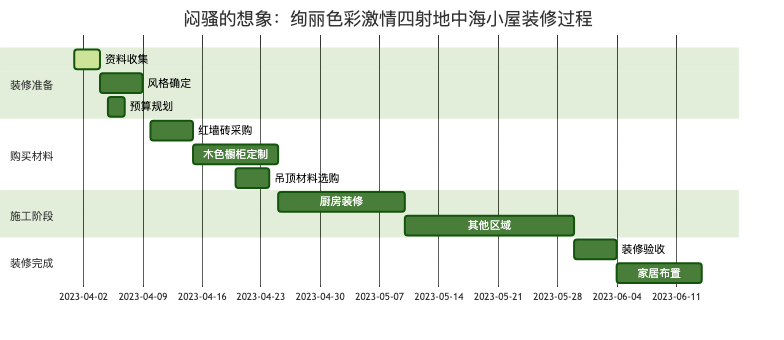 闷骚的想象：绚丽色彩激情四射地中海小屋装修过程
装修准备
资料收集
风格确定
预算规划
购买材料
红墙砖采购
木色橱柜定制
吊顶材料选购
施工阶段
厨房装修
其他区域
装修完成
装修验收
家居布置
2023-04-02 2023-04-09 2023-04-16 2023-04-23 2023-04-30 2023-05-07 2023-05-14 2023-05-21 2023-05-28 2023-06-04 2023-06-11